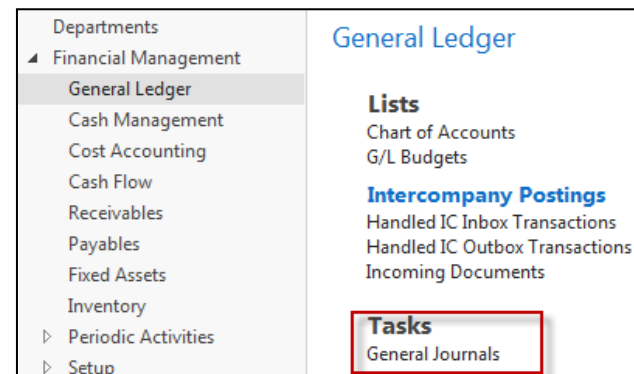 Departments
Financial Management
General Ledger
Cash Management
Cost Accounting
Cash Flow
Receivables
Payables
Fixed Assets
Inventory
Periodic Activities
Setup
General Ledger
Lists
Chart of Accounts
G/L Budgets
Intercompany Postings
Handled IC Inbox Transactions
Handled IC Outbox Transactions
Incoming Documents
Tasks
General Journals